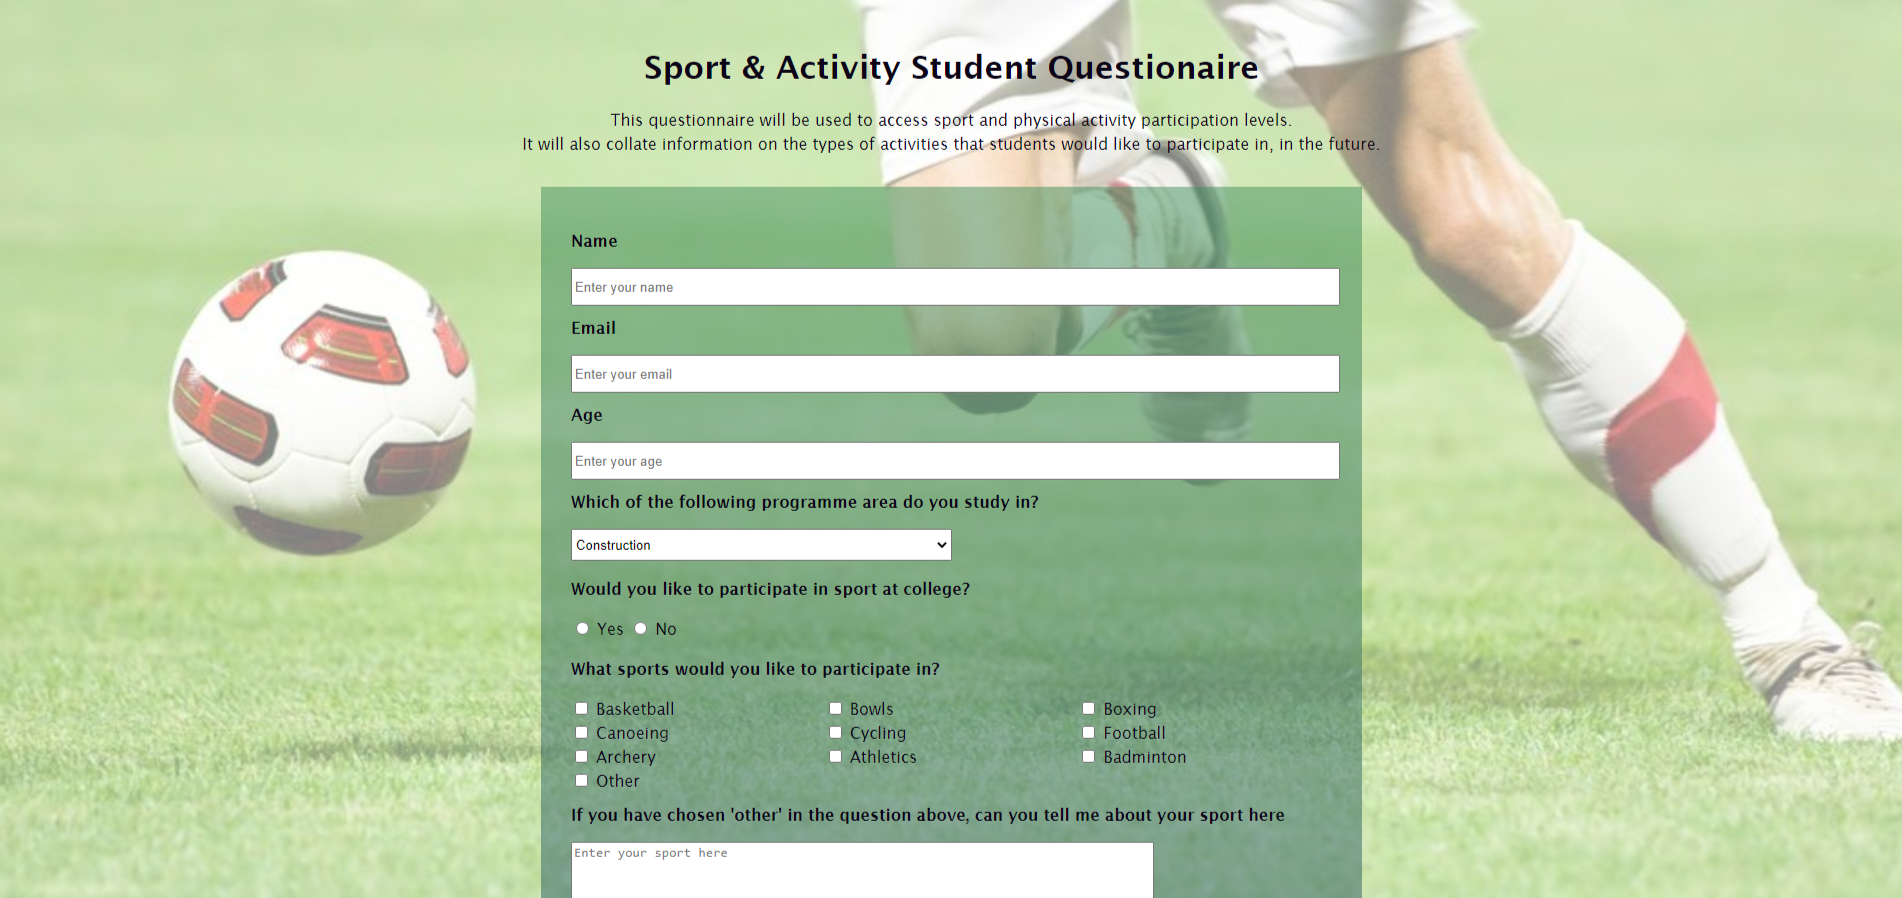 Sport & Activity Student Questionaire
This questionnaire will be used to access sport and physical activity participation levels.
It will also collate information on the types of activities that students would like to participate in, in the future.
Name
Enter your name
Email
Enter your email
Age
Enter your age
Which of the following programme area do you study in?
Construction
Would you like to participate in sport at college?
Yes No
What sports would you like to participate in?
Basketball Bowls Boxing
Canoeing Cycling Football
Archery Athletics Badminton
Other
If you have chosen 'other' in the question above, can you tell me about your sport here
Enter your sport here